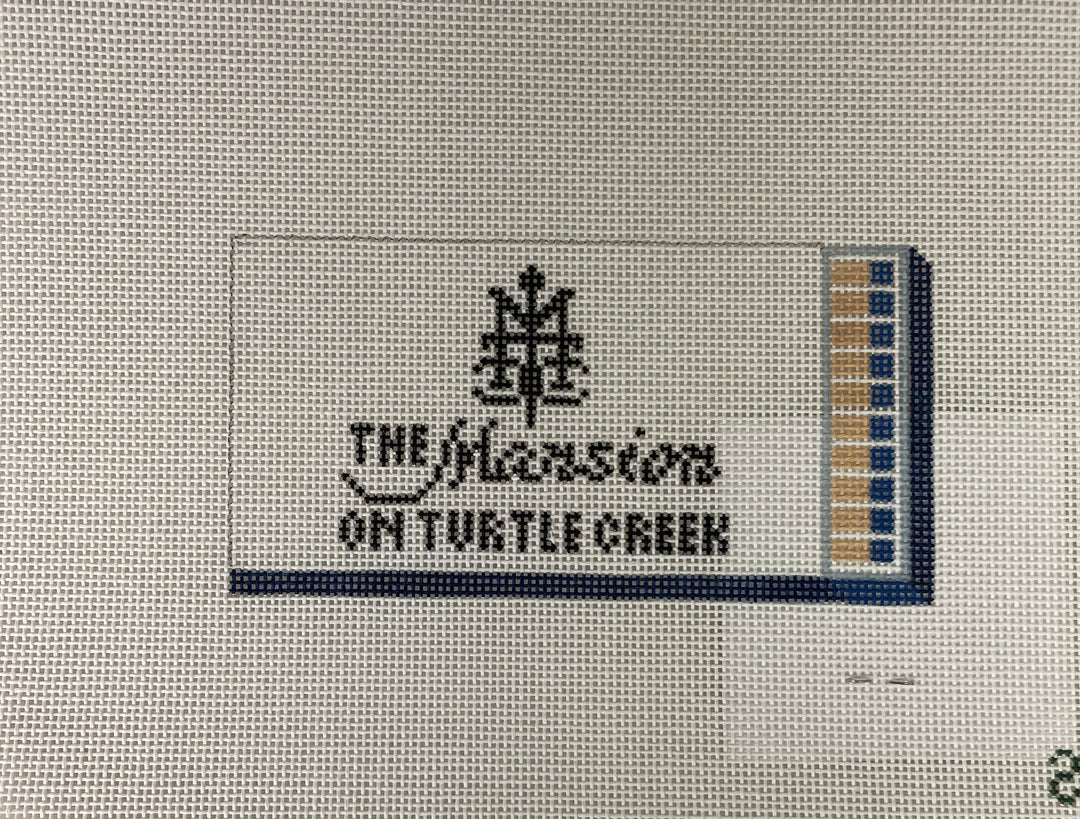 THE Mansion
ON TURTLE CREEK